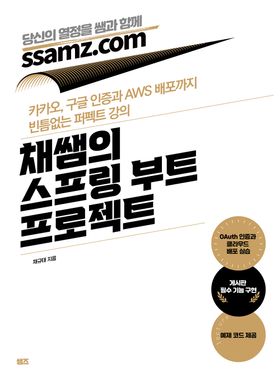 당신의 열정을 쌤과 함께
ssamz.com
카카오, 구글 인증과 AWS 배포까지
빈틈없는 퍼펙트 강의
채쌤의
스프링 부트
프로젝트
채규태 지음
OAuth 인증과
클라우드
배포 실습
게시판
필수 기능 구현
예제 코드 제공
쌤즈